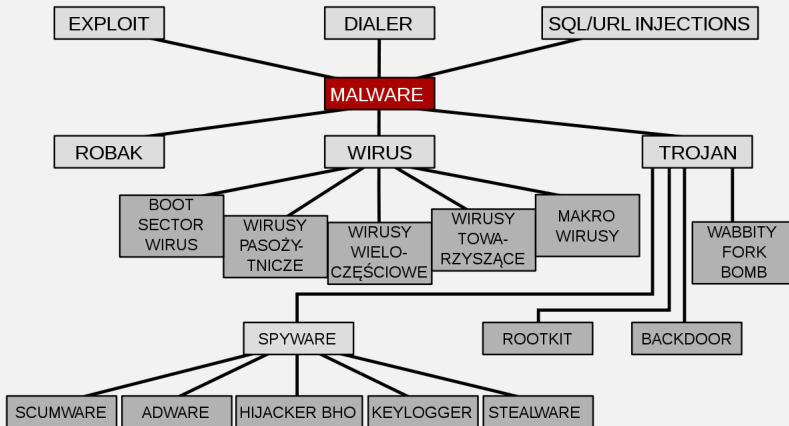 EXPLOIT
DIALER
SQL/URL INJECTIONS
MALWARE
ROBAK
WIRUS
TROJAN
BOOT
SECTOR
WIRUS
WIRUSY
PASOŻY-
TNICZE
WIRUSY
WIELO-
CZĘŚCIOWE
WIRUSY
TOWA-
RZYSZĄCE
MAKRO
WIRUSY
WABBITY
FORK
BOMB
SPYWARE
ROOTKIT
BACKDOOR
SCUMWARE
ADWARE
HIJACKER BHO
KEYLOGGER
STEALWARE